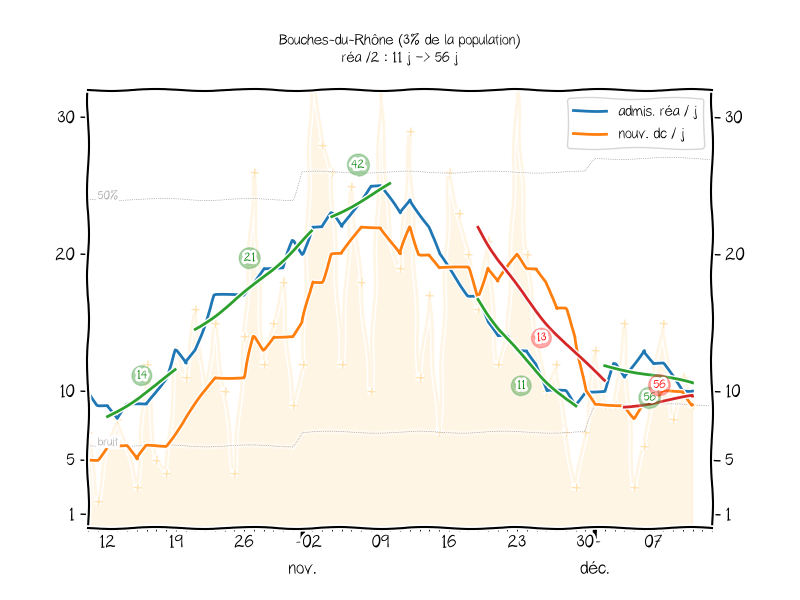 Bouches-du-Rhône (3% de la population)
réa /2 : 11 j -> 56 j
admis. réa / j
nouv. dc / j
30
30
42
50%
20
21
20
13
14
11
56
56
10
10
bruit
5
5
1
1
12 19 26 02 09 16 23 30 07
nov. déc.